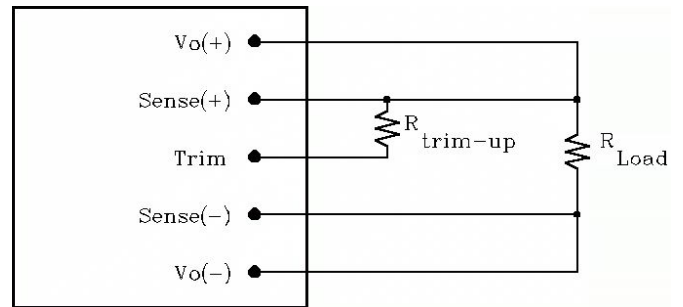 Vo(+)
Sense(+)
R
trim-up
Trim
R
Load
Sense(-)
Vo(-)